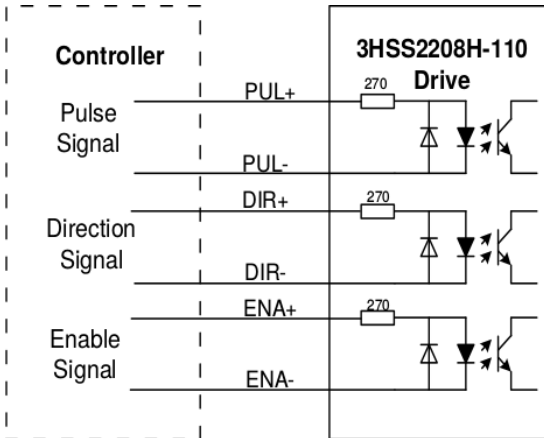 Controller
3HSS2208H-110
Drive
Pulse
Signal
PUL+
270
PUL-
Direction
Signal
DIR+
270
DIR-
Enable
Signal
ENA+
270
ENA-